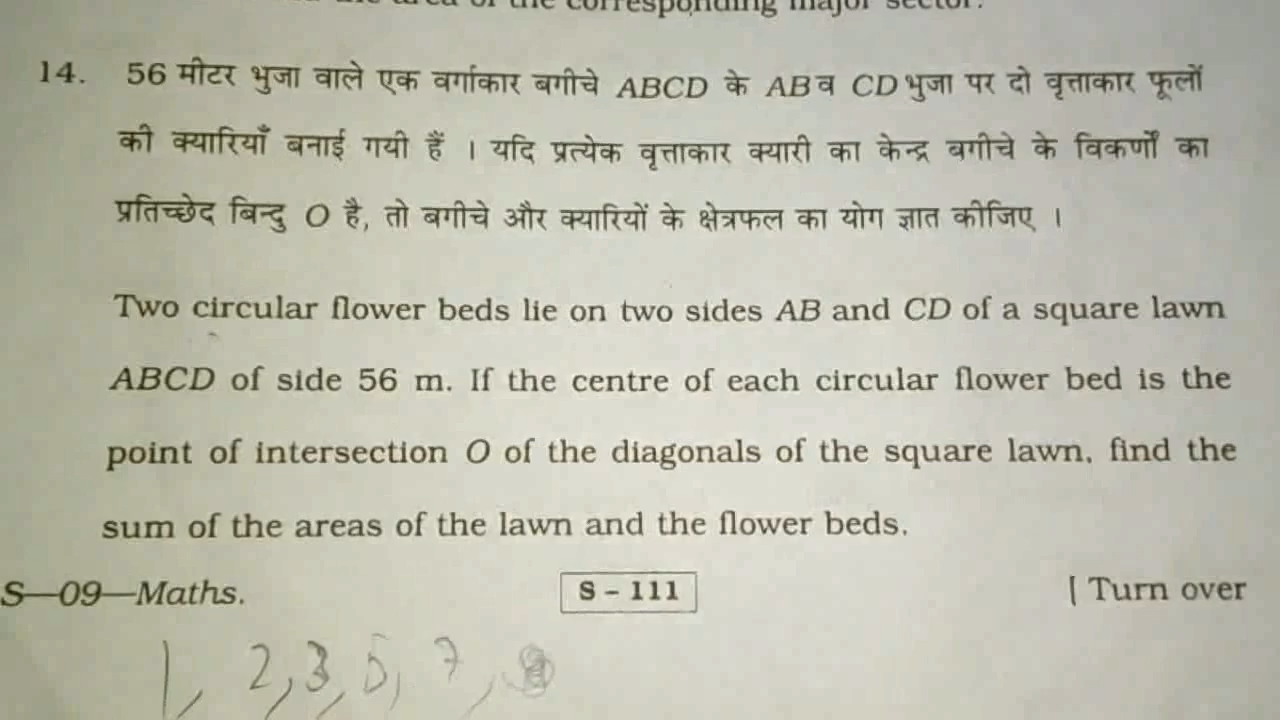 the area of the corresponding major sector.
14. 56 मीटर भुजा वाले एक वर्गाकार बगीचे ABCD के AB व CD भुजा पर दो वृत्ताकार फूलों
की क्यारियाँ बनाई गयी हैं । यदि प्रत्येक वृत्ताकार क्यारी का केन्द्र बगीचे के विकर्णों का
प्रतिच्छेद बिन्दु O है, तो बगीचे और क्यारियों के क्षेत्रफल का योग ज्ञात कीजिए ।
Two circular flower beds lie on two sides AB and CD of a square lawn
ABCD of side 56 m. If the centre of each circular flower bed is the
point of intersection O of the diagonals of the square lawn, find the
sum of the areas of the lawn and the flower beds.
S—09—Maths. S – 111 [ Turn over
1, 2, 3, 5, 7,